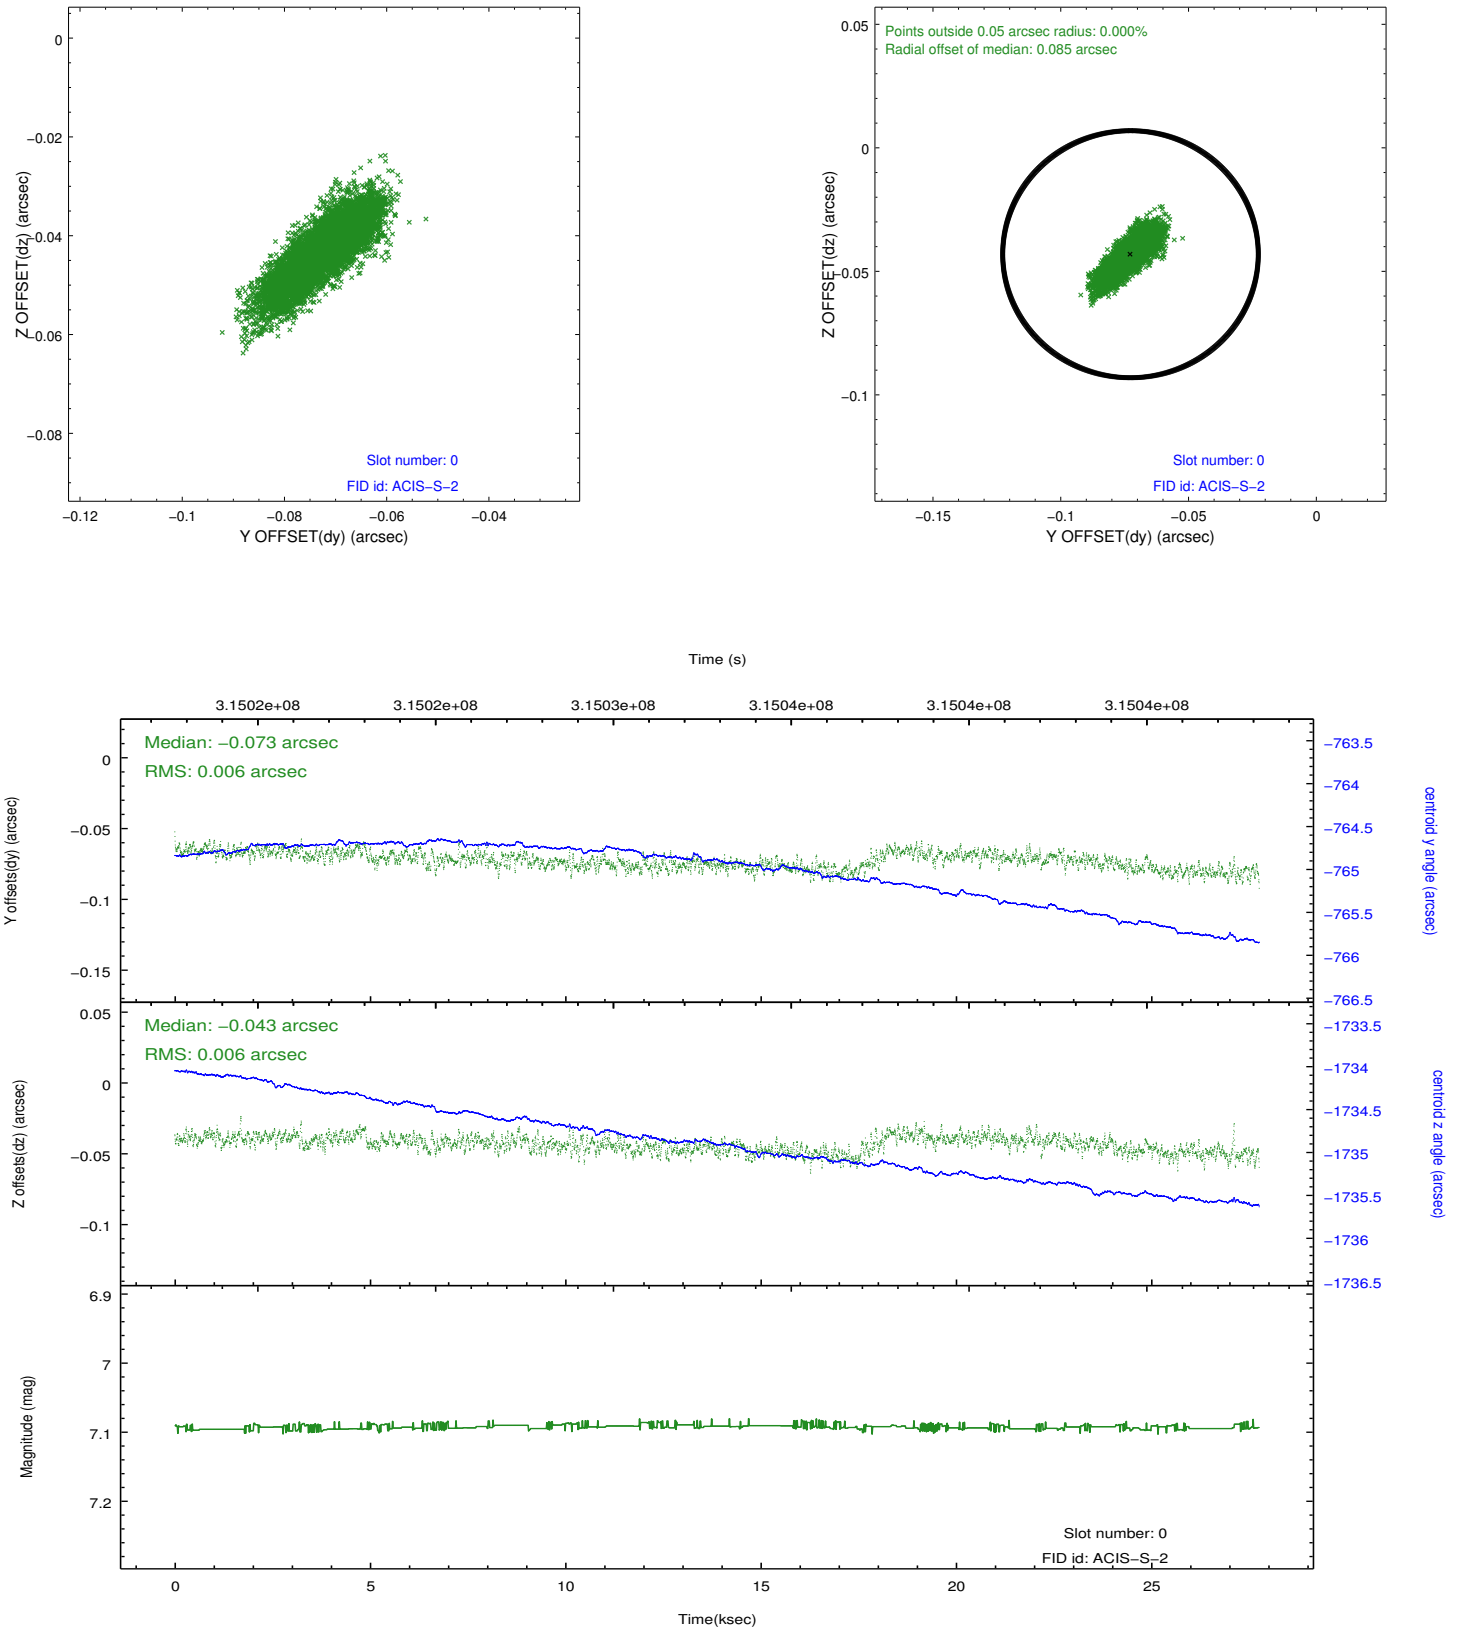 0
−0.02
−0.04
−0.06
−0.08
Z OFFSET(dz) (arcsec)
Slot number: 0
FID id: ACIS−S−2
−0.12 −0.1 −0.08 −0.06 −0.04
Y OFFSET(dy) (arcsec)
Points outside 0.05 arcsec radius: 0.000%
Radial offset of median: 0.085 arcsec
0.05
0
−0.05
−0.1
Z OFFSET(dz) (arcsec)
Slot number: 0
FID id: ACIS−S−2
−0.15 −0.1 −0.05 0
Y OFFSET(dy) (arcsec)
Time (s)
3.1502e+08 3.1502e+08 3.1503e+08 3.1504e+08 3.1504e+08 3.1504e+08
Median: −0.073 arcsec
RMS: 0.006 arcsec
0
−0.05
−0.1
−0.15
Y offsets(dy) (arcsec)
−763.5
−764
−764.5
−765
−765.5
−766
−766.5
centroid y angle (arcsec)
Median: −0.043 arcsec
RMS: 0.006 arcsec
0.05
0
−0.05
−0.1
Z offsets(dz) (arcsec)
−1733.5
−1734
−1734.5
−1735
−1735.5
−1736
−1736.5
centroid z angle (arcsec)
6.9
7
7.1
7.2
Magnitude (mag)
Slot number: 0
FID id: ACIS−S−2
0 5 10 15 20 25
Time(ksec)